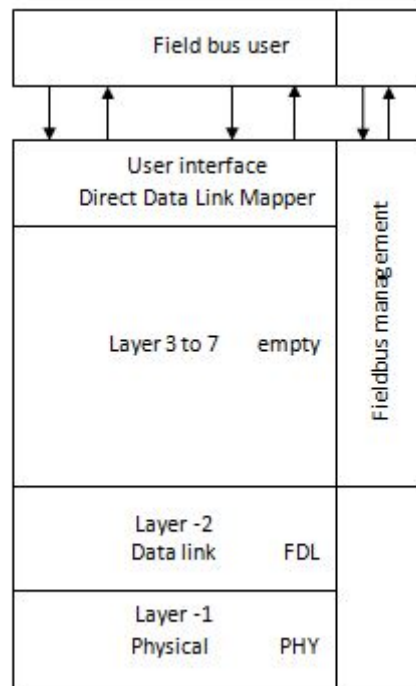 Field bus user
User interface
Direct Data Link Mapper
Fieldbus management
Layer 3 to 7 empty
Layer -2
Data link FDL
Layer -1
Physical PHY